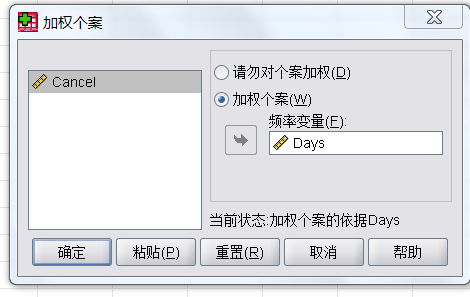 加权个案
Cancel
请勿对个案加权(D)
加权个案(W)
频率变量(F):
Days
当前状态:加权个案的依据Days
确定
粘贴(P)
重置(R)
取消
帮助